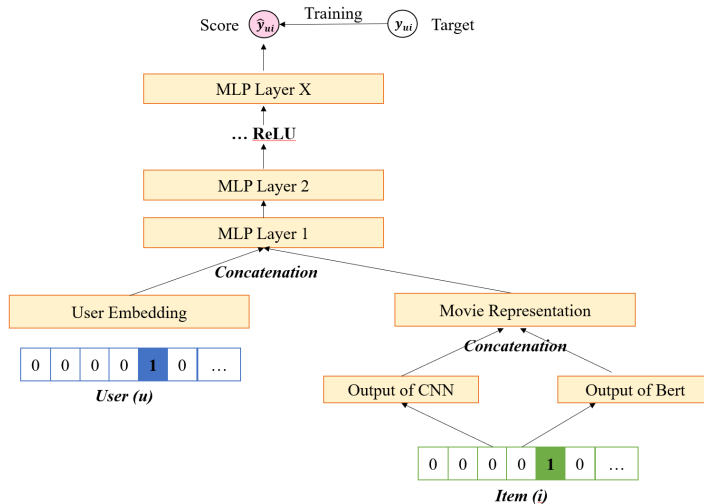 Score ŷ_ui Training y_ui Target
MLP Layer X
... ReLU
MLP Layer 2
MLP Layer 1
Concatenation
User Embedding
Movie Representation
Concatenation
0 0 0 0 1 0 ...
User (u)
Output of CNN
Output of Bert
0 0 0 0 1 0 ...
Item (i)